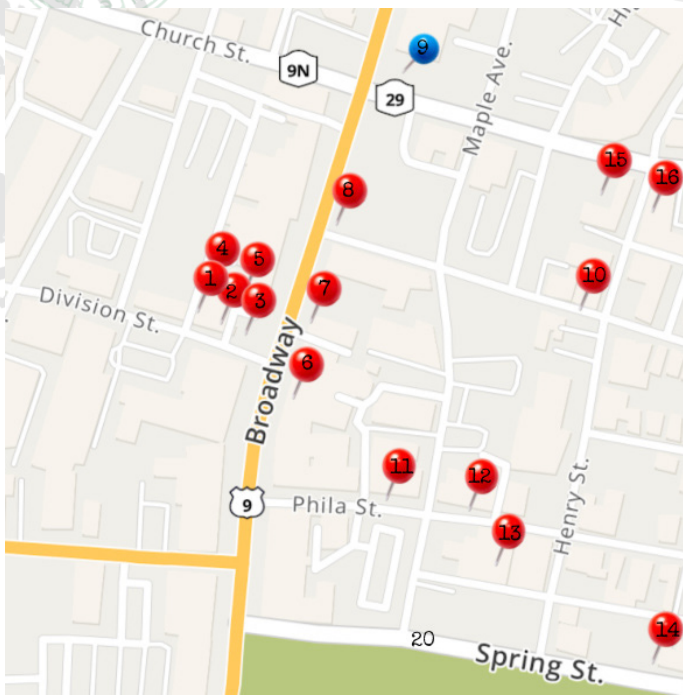 Church St.
9N
29
9
Maple Ave.
Hi
15
16
8
4
5
1
2
3
7
10
Division St.
6
Broadway
11
12
9
Phila St.
13
Henry St.
14
20
Spring St.